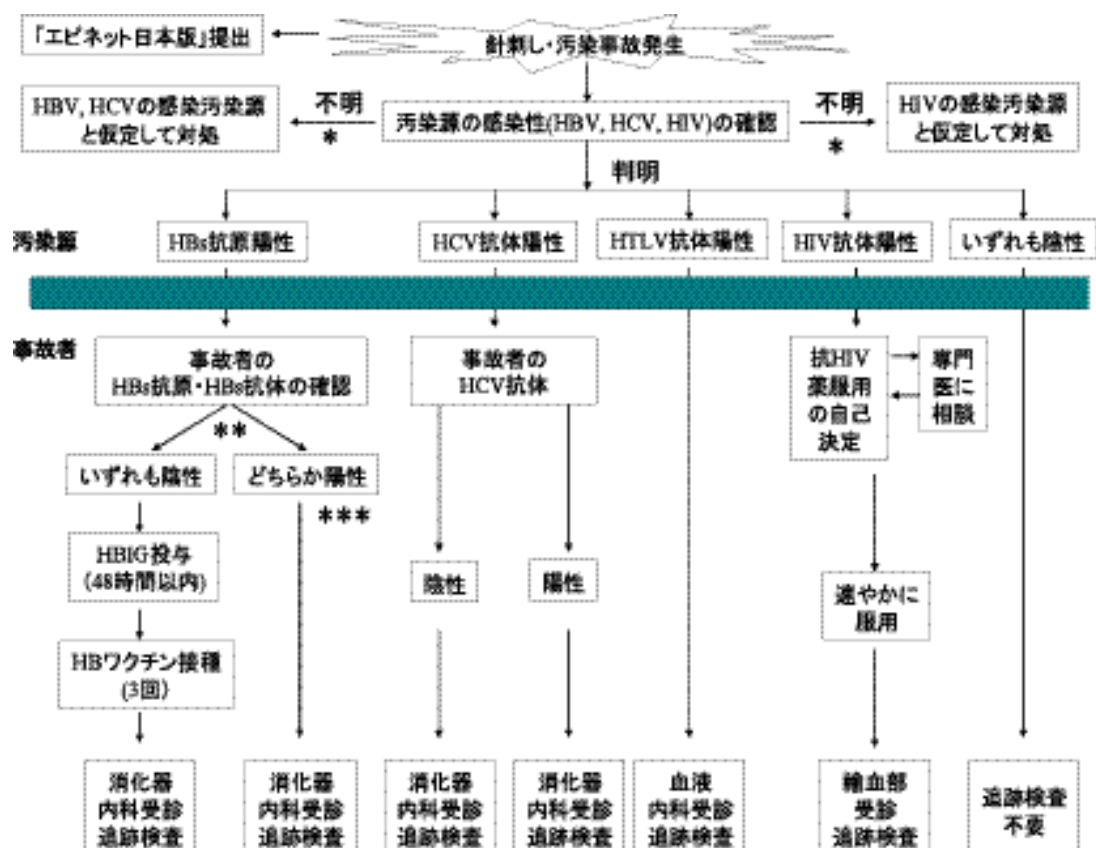 「エピネット日本版」提出
針刺し・汚染事故発生
HBV, HCVの感染汚染源
と仮定して対処
不明
*
汚染源の感染性(HBV, HCV, HIV)の確認
不明
*
HIVの感染汚染源
と仮定して対処
判明
汚染源
HBs抗原陽性
HCV抗体陽性
HTLV抗体陽性
HIV抗体陽性
いずれも陰性
事故者
事故者の
HBs抗原・HBs抗体の確認
事故者の
HCV抗体
抗HIV
薬服用
の自己
決定
専門
医に
相談
**
いずれも陰性
どちらか陽性
***
HBIG投与
(48時間以内)
陰性
陽性
速やかに
服用
HBワクチン接種
(3回)
消化器
内科受診
追跡検査
消化器
内科受診
追跡検査
消化器
内科受診
追跡検査
消化器
内科受診
追跡検査
血液
内科受診
追跡検査
輸血部
受診
追跡検査
追跡検査
不要